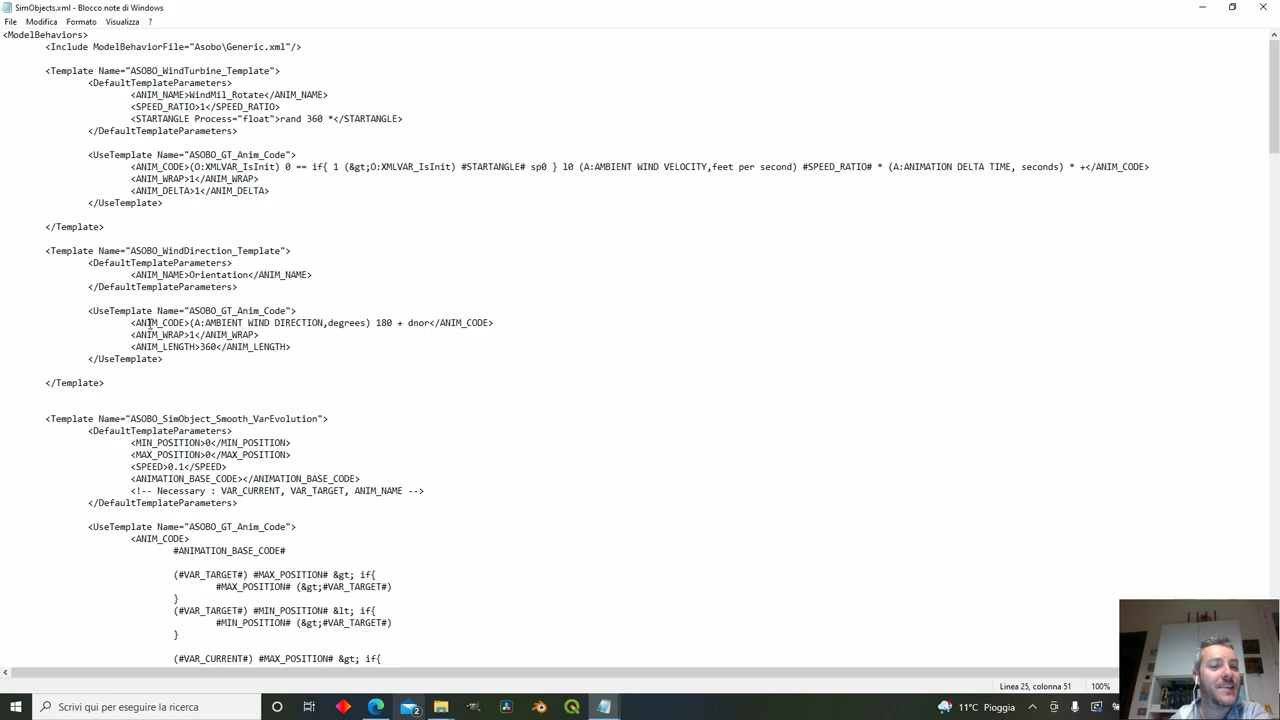 SimObjects.xml - Blocco note di Windows
File Modifica Formato Visualizza ?
<ModelBehaviors>
<Include ModelBehaviorFile="Asobo\Generic.xml"/>
<Template Name="ASOBO_WindTurbine_Template">
<DefaultTemplateParameters>
<ANIM_NAME>WindMil_Rotate</ANIM_NAME>
<SPEED_RATIO>1</SPEED_RATIO>
<STARTANGLE Process="float">rand 360 *</STARTANGLE>
</DefaultTemplateParameters>
<UseTemplate Name="ASOBO_GT_Anim_Code">
<ANIM_CODE>(O:XMLVAR_IsInit) 0 == if{ 1 (&gt;O:XMLVAR_IsInit) #STARTANGLE# sp0 } l0 (A:AMBIENT WIND VELOCITY,feet per second) #SPEED_RATIO# * (A:ANIMATION DELTA TIME, seconds) * +</ANIM_CODE>
<ANIM_WRAP>1</ANIM_WRAP>
<ANIM_DELTA>1</ANIM_DELTA>
</UseTemplate>
</Template>
<Template Name="ASOBO_WindDirection_Template">
<DefaultTemplateParameters>
<ANIM_NAME>Orientation</ANIM_NAME>
</DefaultTemplateParameters>
<UseTemplate Name="ASOBO_GT_Anim_Code">
<ANIM_CODE>(A:AMBIENT WIND DIRECTION,degrees) 180 + dnor</ANIM_CODE>
<ANIM_WRAP>1</ANIM_WRAP>
<ANIM_LENGTH>360</ANIM_LENGTH>
</UseTemplate>
</Template>
<Template Name="ASOBO_SimObject_Smooth_VarEvolution">
<DefaultTemplateParameters>
<MIN_POSITION>0</MIN_POSITION>
<MAX_POSITION>0</MAX_POSITION>
<SPEED>0.1</SPEED>
<ANIMATION_BASE_CODE></ANIMATION_BASE_CODE>
<!-- Necessary : VAR_CURRENT, VAR_TARGET, ANIM_NAME -->
</DefaultTemplateParameters>
<UseTemplate Name="ASOBO_GT_Anim_Code">
<ANIM_CODE>
#ANIMATION_BASE_CODE#
(#VAR_TARGET#) #MAX_POSITION# &gt; if{
#MAX_POSITION# (&gt;#VAR_TARGET#)
}
(#VAR_TARGET#) #MIN_POSITION# &lt; if{
#MIN_POSITION# (&gt;#VAR_TARGET#)
}
(#VAR_CURRENT#) #MAX_POSITION# &gt; if{
Linea 25, colonna 51 100%
Scrivi qui per eseguire la ricerca 2 11°C Pioggia